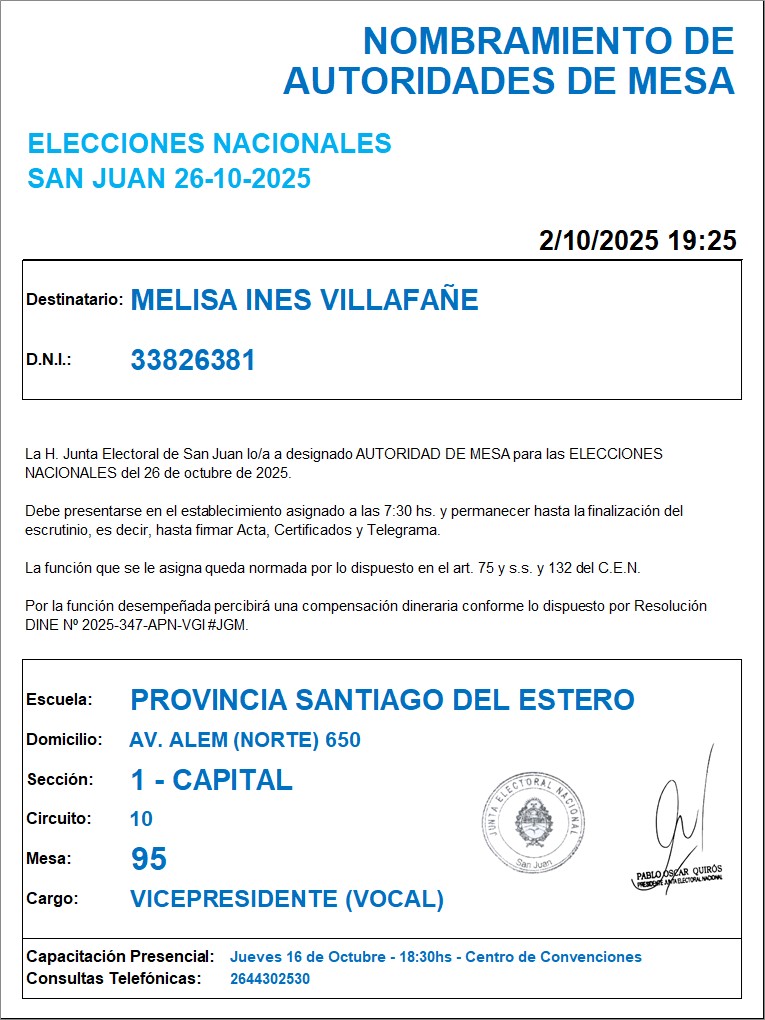 NOMBRAMIENTO DE
AUTORIDADES DE MESA
ELECCIONES NACIONALES
SAN JUAN 26-10-2025
2/10/2025 19:25
Destinatario: MELISA INES VILLAFAÑE
D.N.I.: 33826381
La H. Junta Electoral de San Juan lo/a a designado AUTORIDAD DE MESA para las ELECCIONES
NACIONALES del 26 de octubre de 2025.
Debe presentarse en el establecimiento asignado a las 7:30 hs. y permanecer hasta la finalización del
escrutinio, es decir, hasta firmar Acta, Certificados y Telegrama.
La función que se le asigna queda normada por lo dispuesto en el art. 75 y s.s. y 132 del C.E.N.
Por la función desempeñada percibirá una compensación dineraria conforme lo dispuesto por Resolución
DINE Nº 2025-347-APN-VGI#JGM.
Escuela: PROVINCIA SANTIAGO DEL ESTERO
Domicilio: AV. ALEM (NORTE) 650
Sección: 1 - CAPITAL
Circuito: 10
Mesa: 95
Cargo: VICEPRESIDENTE (VOCAL)
JUNTA ELECTORAL NACIONAL
San Juan
PABLO OSCAR QUIRÓS
PRESIDENTE JUNTA ELECTORAL NACIONAL
Capacitación Presencial: Jueves 16 de Octubre - 18:30hs - Centro de Convenciones
Consultas Telefónicas: 2644302530